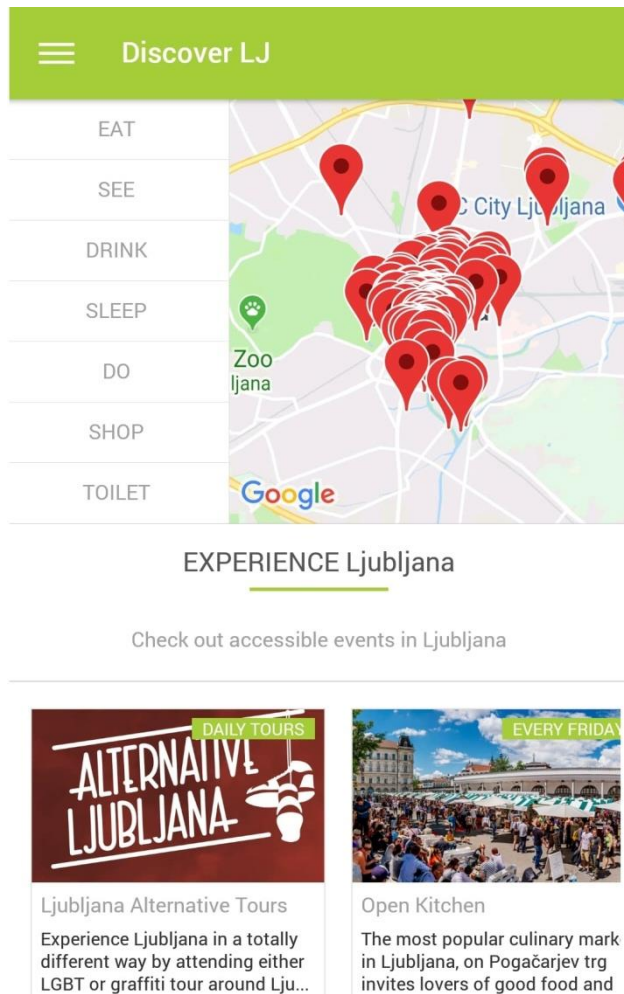 Discover LJ
EAT
SEE
DRINK
SLEEP
DO
SHOP
TOILET
C City Ljubljana
Zoo
ljana
Google
EXPERIENCE Ljubljana
Check out accessible events in Ljubljana
DAILY TOURS
ALTERNATIVE
LJUBLJANA
Ljubljana Alternative Tours
Experience Ljubljana in a totally
different way by attending either
LGBT or graffiti tour around Lju...
EVERY FRIDAY
Open Kitchen
The most popular culinary mark
in Ljubljana, on Pogačarjev trg
invites lovers of good food and